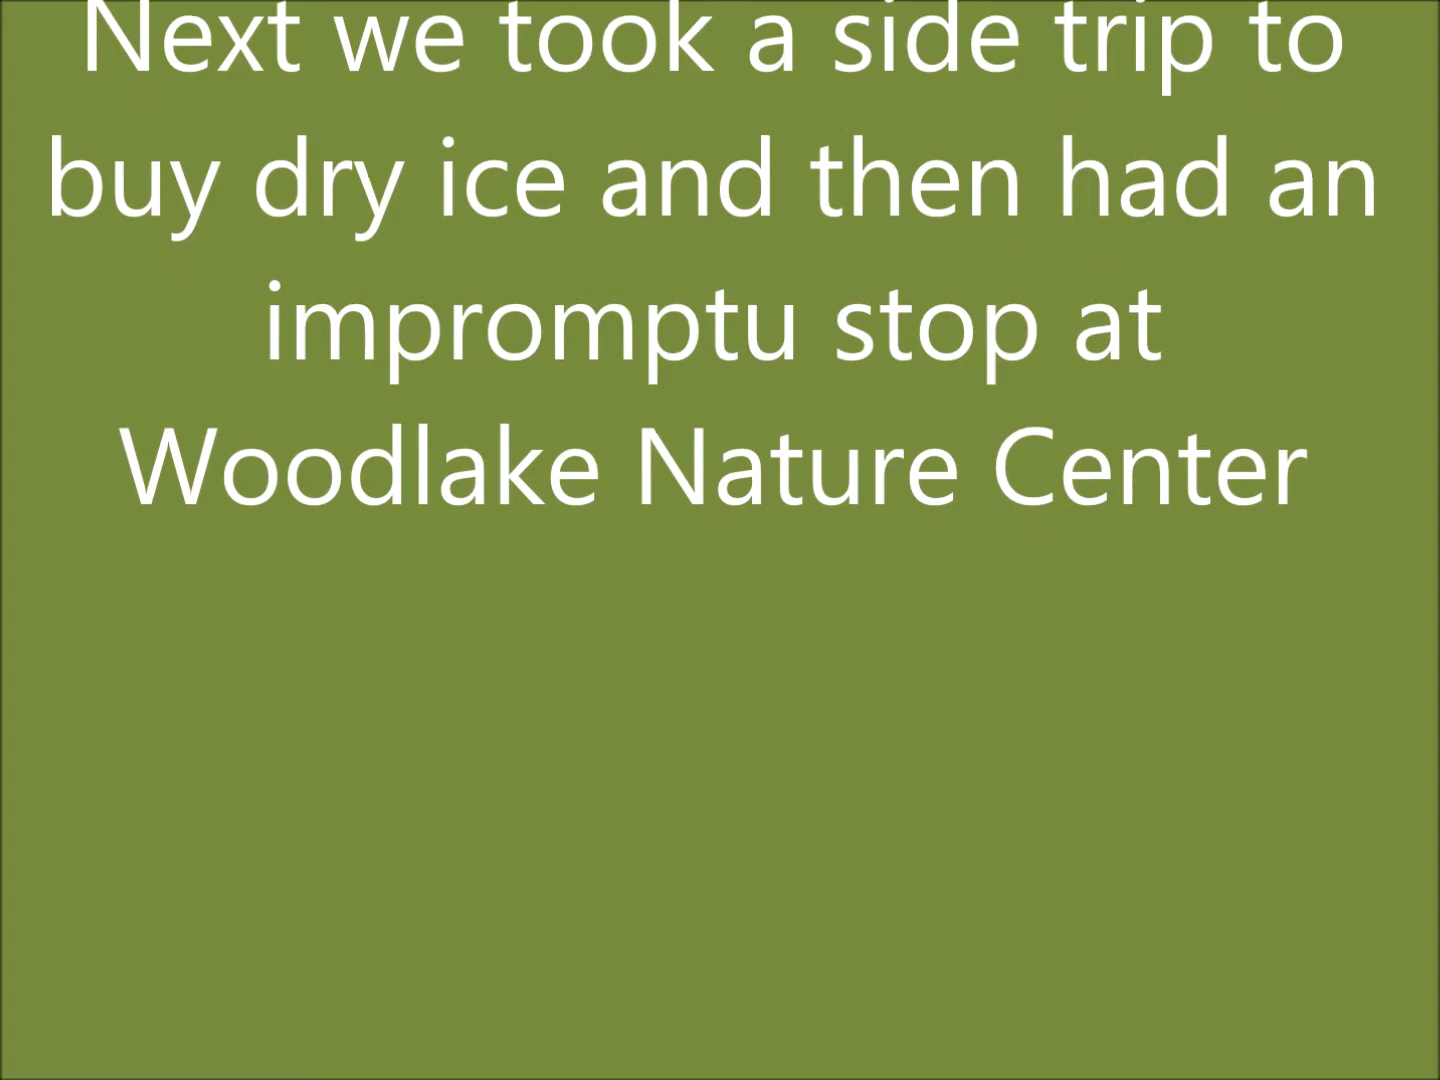 Next we took a side trip to
buy dry ice and then had an
impromptu stop at
Woodlake Nature Center